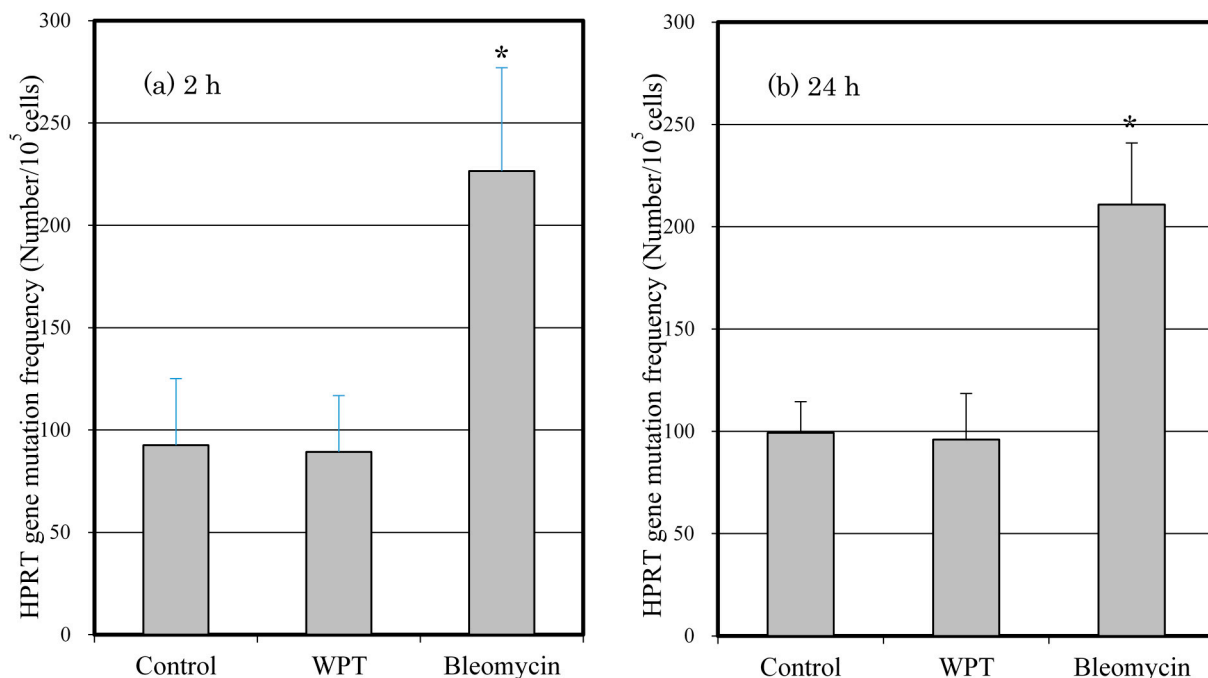 HPRT gene mutation frequency (Number/10⁵ cells)
300
250
200
150
100
50
0
(a) 2 h
*
Control WPT Bleomycin
HPRT gene mutation frequency (Number/10⁵ cells)
300
250
200
150
100
50
0
(b) 24 h
*
Control WPT Bleomycin